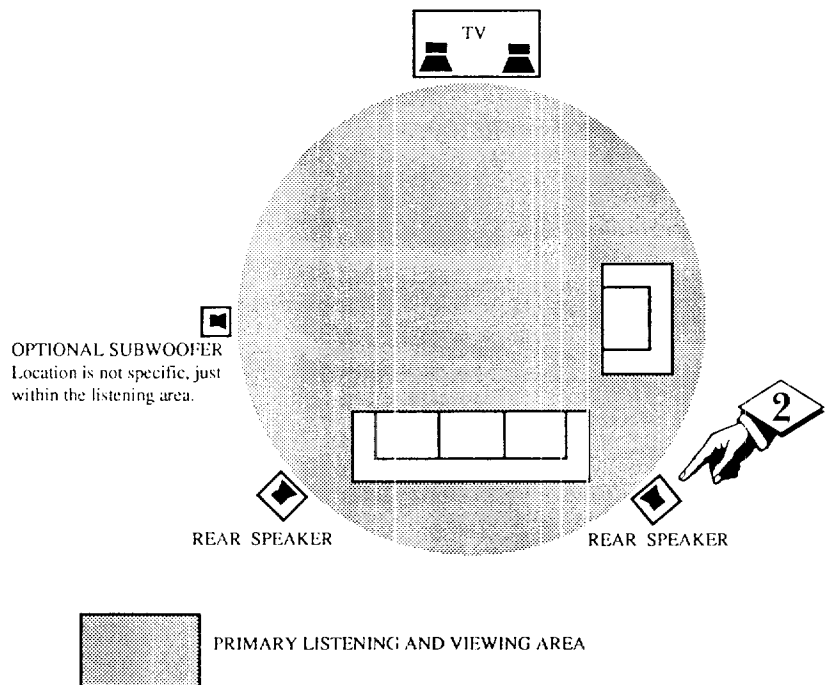 TV
OPTIONAL SUBWOOFER
Location is not specific, just
within the listening area.
2
REAR SPEAKER
REAR SPEAKER
PRIMARY LISTENING AND VIEWING AREA